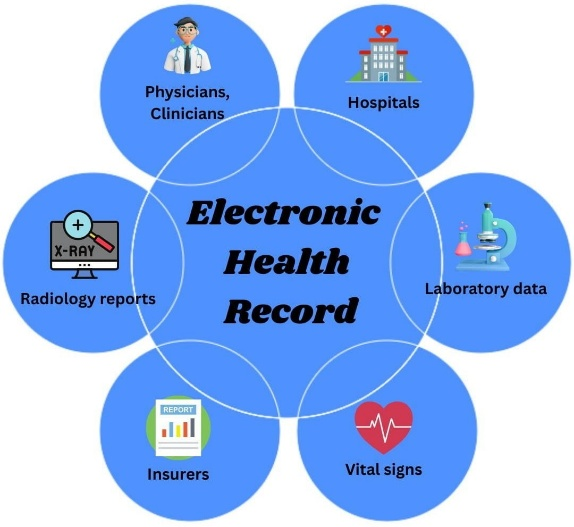 Physicians,
Clinicians
Hospitals
Electronic
Health
Record
X-RAY
Radiology reports
Laboratory data
REPORT
Insurers
Vital signs